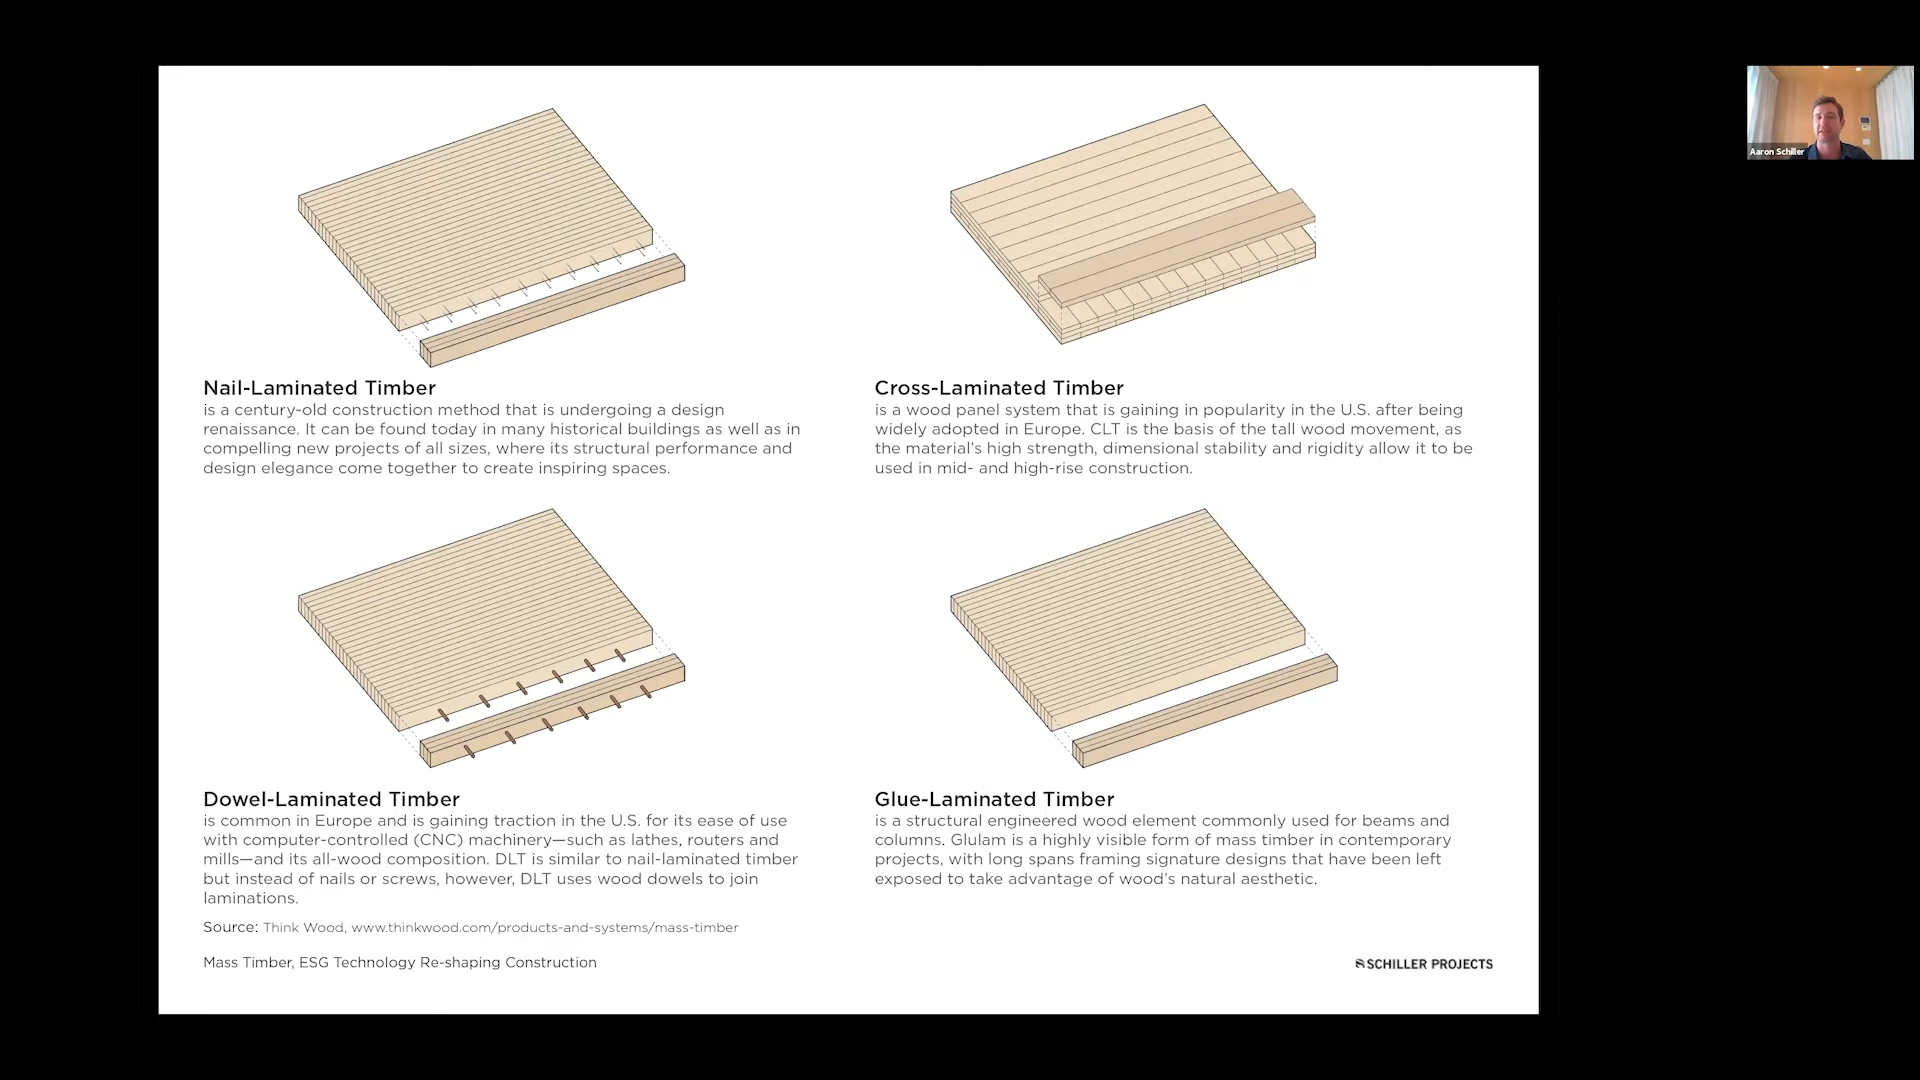 Nail-Laminated Timber
is a century-old construction method that is undergoing a design
renaissance. It can be found today in many historical buildings as well as in
compelling new projects of all sizes, where its structural performance and
design elegance come together to create inspiring spaces.
Cross-Laminated Timber
is a wood panel system that is gaining in popularity in the U.S. after being
widely adopted in Europe. CLT is the basis of the tall wood movement, as
the material's high strength, dimensional stability and rigidity allow it to be
used in mid- and high-rise construction.
Dowel-Laminated Timber
is common in Europe and is gaining traction in the U.S. for its ease of use
with computer-controlled (CNC) machinery—such as lathes, routers and
mills—and its all-wood composition. DLT is similar to nail-laminated timber
but instead of nails or screws, however, DLT uses wood dowels to join
laminations.
Glue-Laminated Timber
is a structural engineered wood element commonly used for beams and
columns. Glulam is a highly visible form of mass timber in contemporary
projects, with long spans framing signature designs that have been left
exposed to take advantage of wood's natural aesthetic.
Source: Think Wood, www.thinkwood.com/products-and-systems/mass-timber
Mass Timber, ESG Technology Re-shaping Construction
SCHILLER PROJECTS
Aaron Schiller